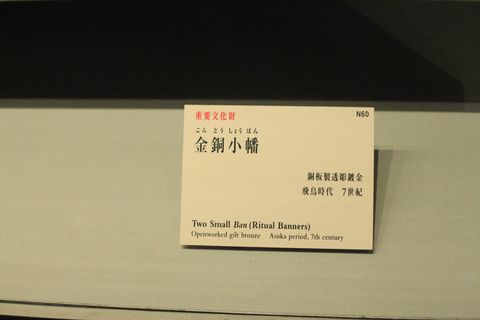 重要文化財
N60
こんどうしょうばん
金銅小幡
銅板製透彫鍍金
飛鳥時代　7世紀
Two Small Ban (Ritual Banners)
Openworked gilt bronze　Asuka period, 7th century